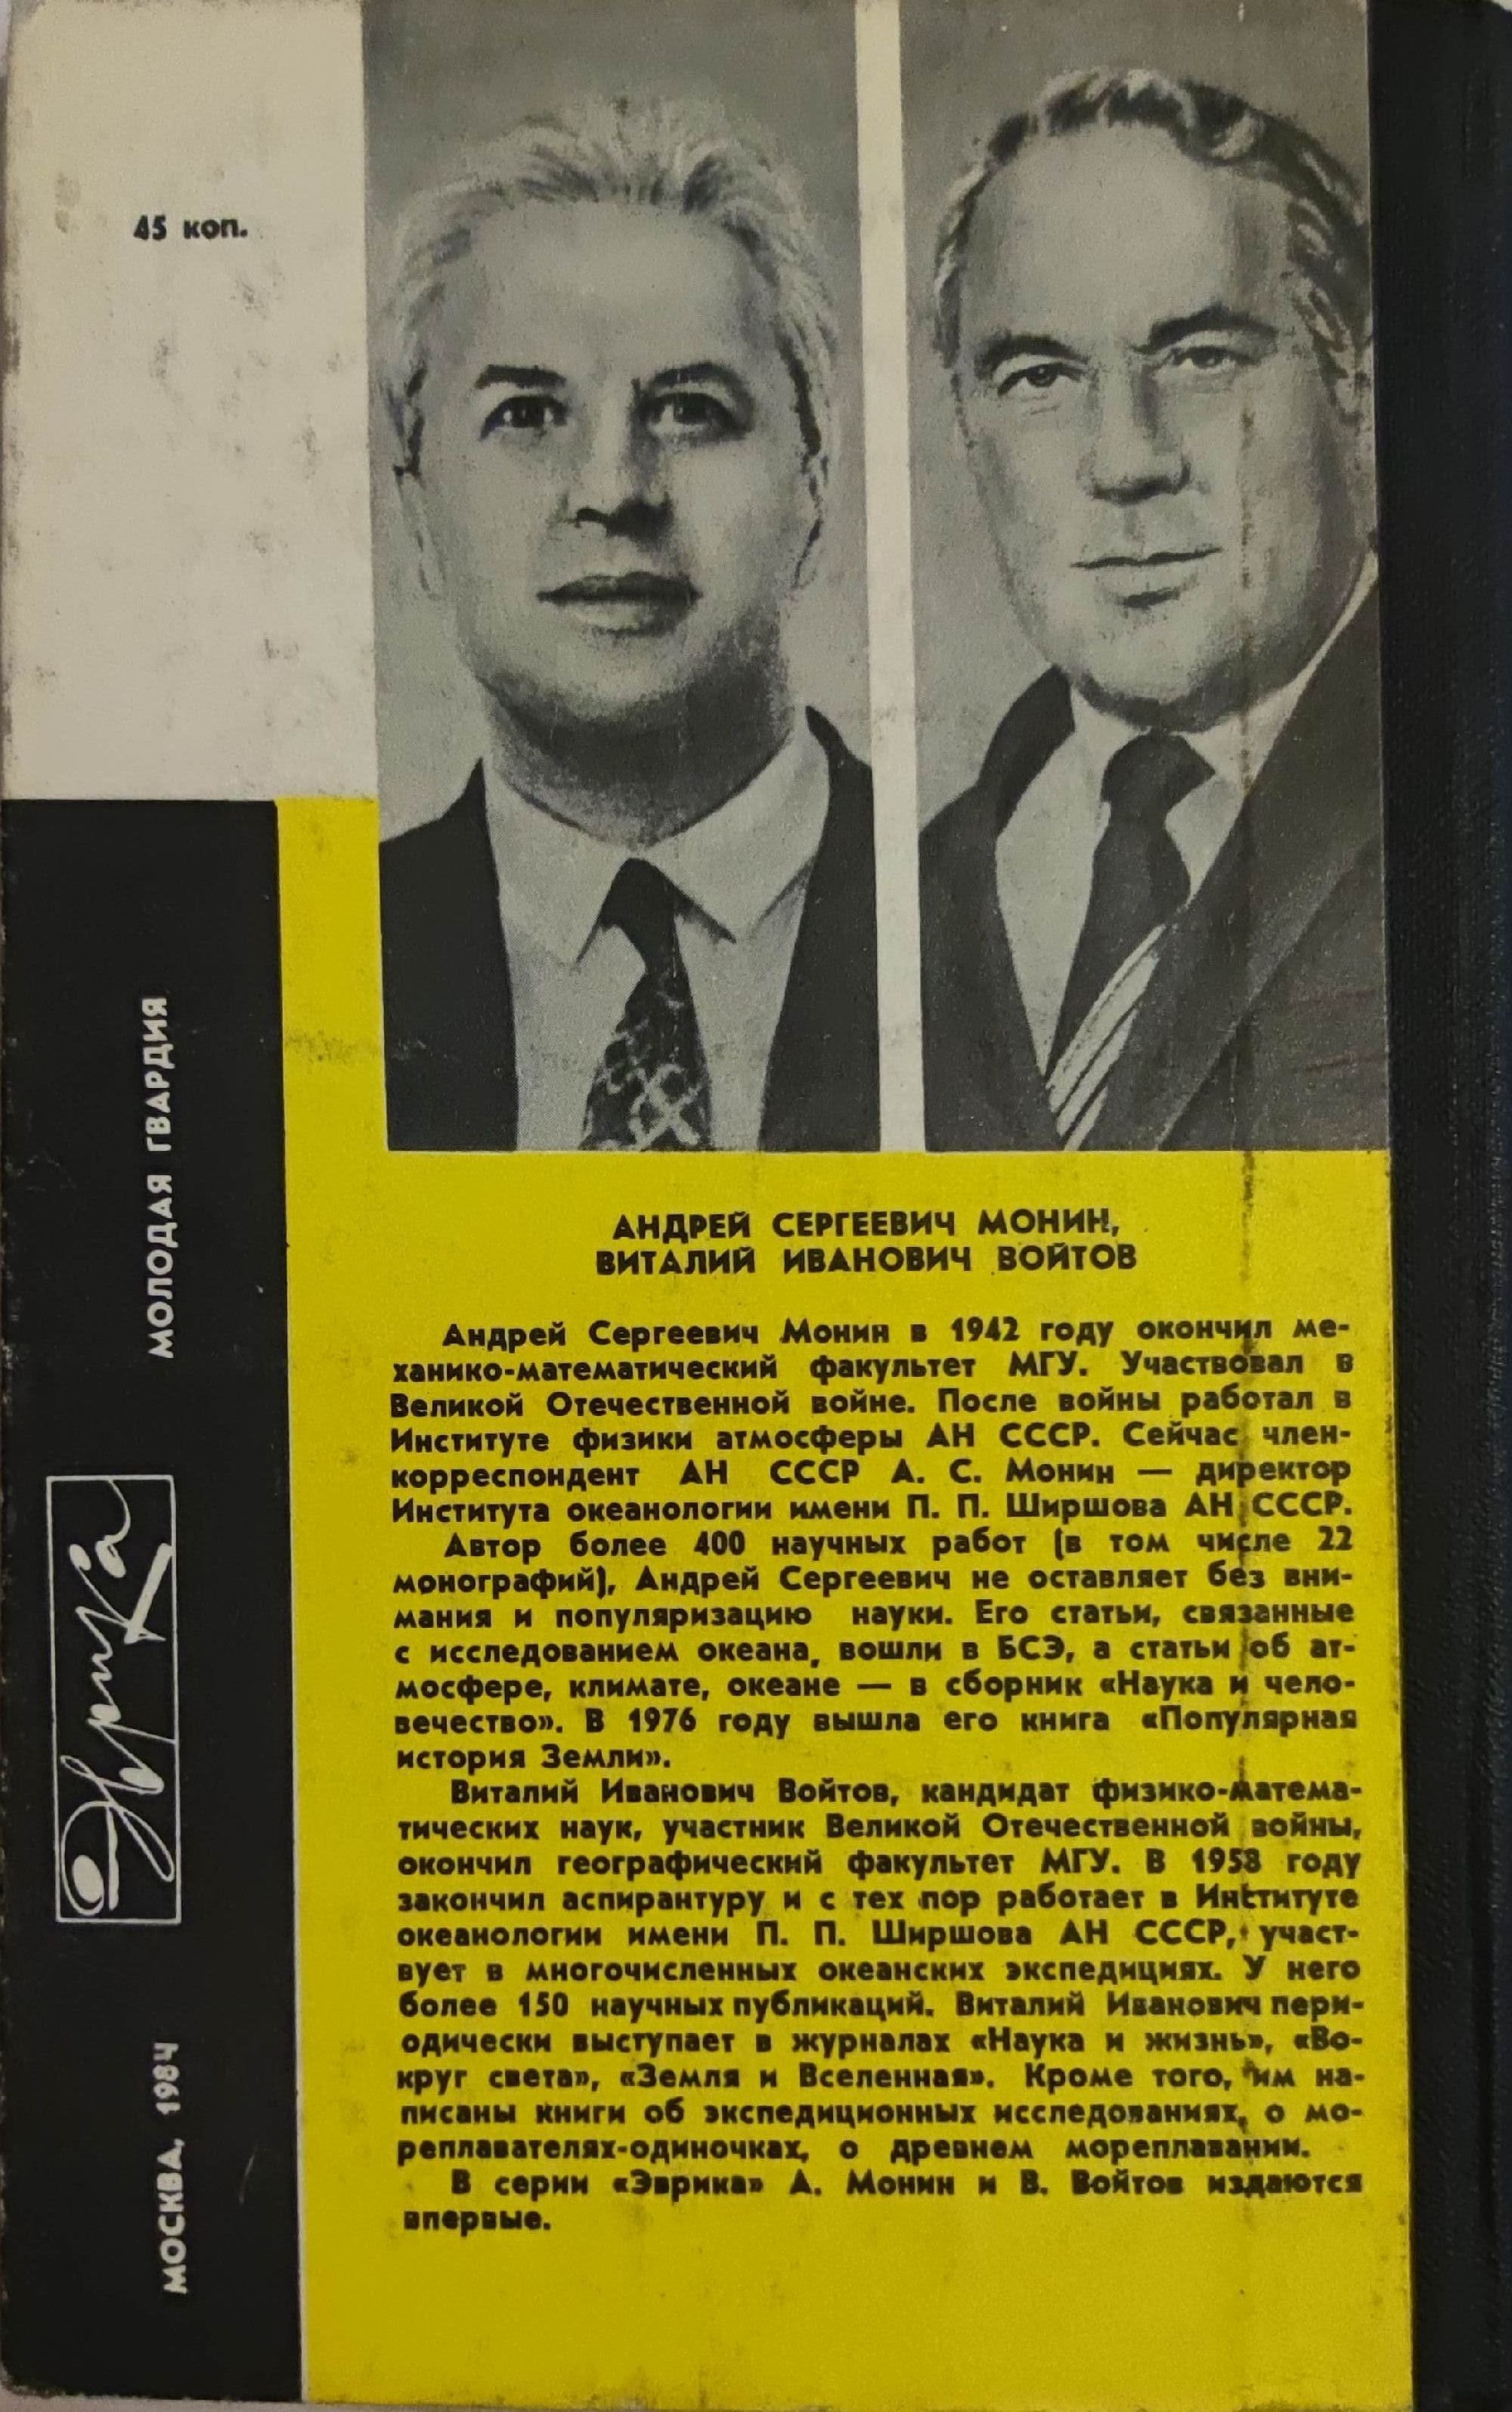 45 коп.
АНДРЕЙ СЕРГЕЕВИЧ МОНИН,
ВИТАЛИЙ ИВАНОВИЧ ВОЙТОВ
Андрей Сергеевич Монин в 1942 году окончил ме-
ханико-математический факультет МГУ. Участвовал в
Великой Отечественной войне. После войны работал в
Институте физики атмосферы АН СССР. Сейчас член-
корреспондент АН СССР А. С. Монин — директор
Института океанологии имени П. П. Ширшова АН СССР.
Автор более 400 научных работ (в том числе 22
монографий), Андрей Сергеевич не оставляет без вни-
мания и популяризацию науки. Его статьи, связанные
с исследованием океана, вошли в БСЭ, а статьи об ат-
мосфере, климате, океане — в сборник «Наука и чело-
вечество». В 1976 году вышла его книга «Популярная
история Земли».
Виталий Иванович Войтов, кандидат физико-матема-
тических наук, участник Великой Отечественной войны,
окончил географический факультет МГУ. В 1958 году
закончил аспирантуру и с тех пор работает в Институте
океанологии имени П. П. Ширшова АН СССР, участ-
вует в многочисленных океанских экспедициях. У него
более 150 научных публикаций. Виталий Иванович пери-
одически выступает в журналах «Наука и жизнь», «Во-
круг света», «Земля и Вселенная». Кроме того, им на-
писаны книги об экспедиционных исследованиях, о мо-
реплавателях-одиночках, о древнем мореплавании.
В серии «Эврика» А. Монин и В. Войтов издаются
впервые.
МОСКВА, 1984
Эврика
МОЛОДАЯ ГВАРДИЯ